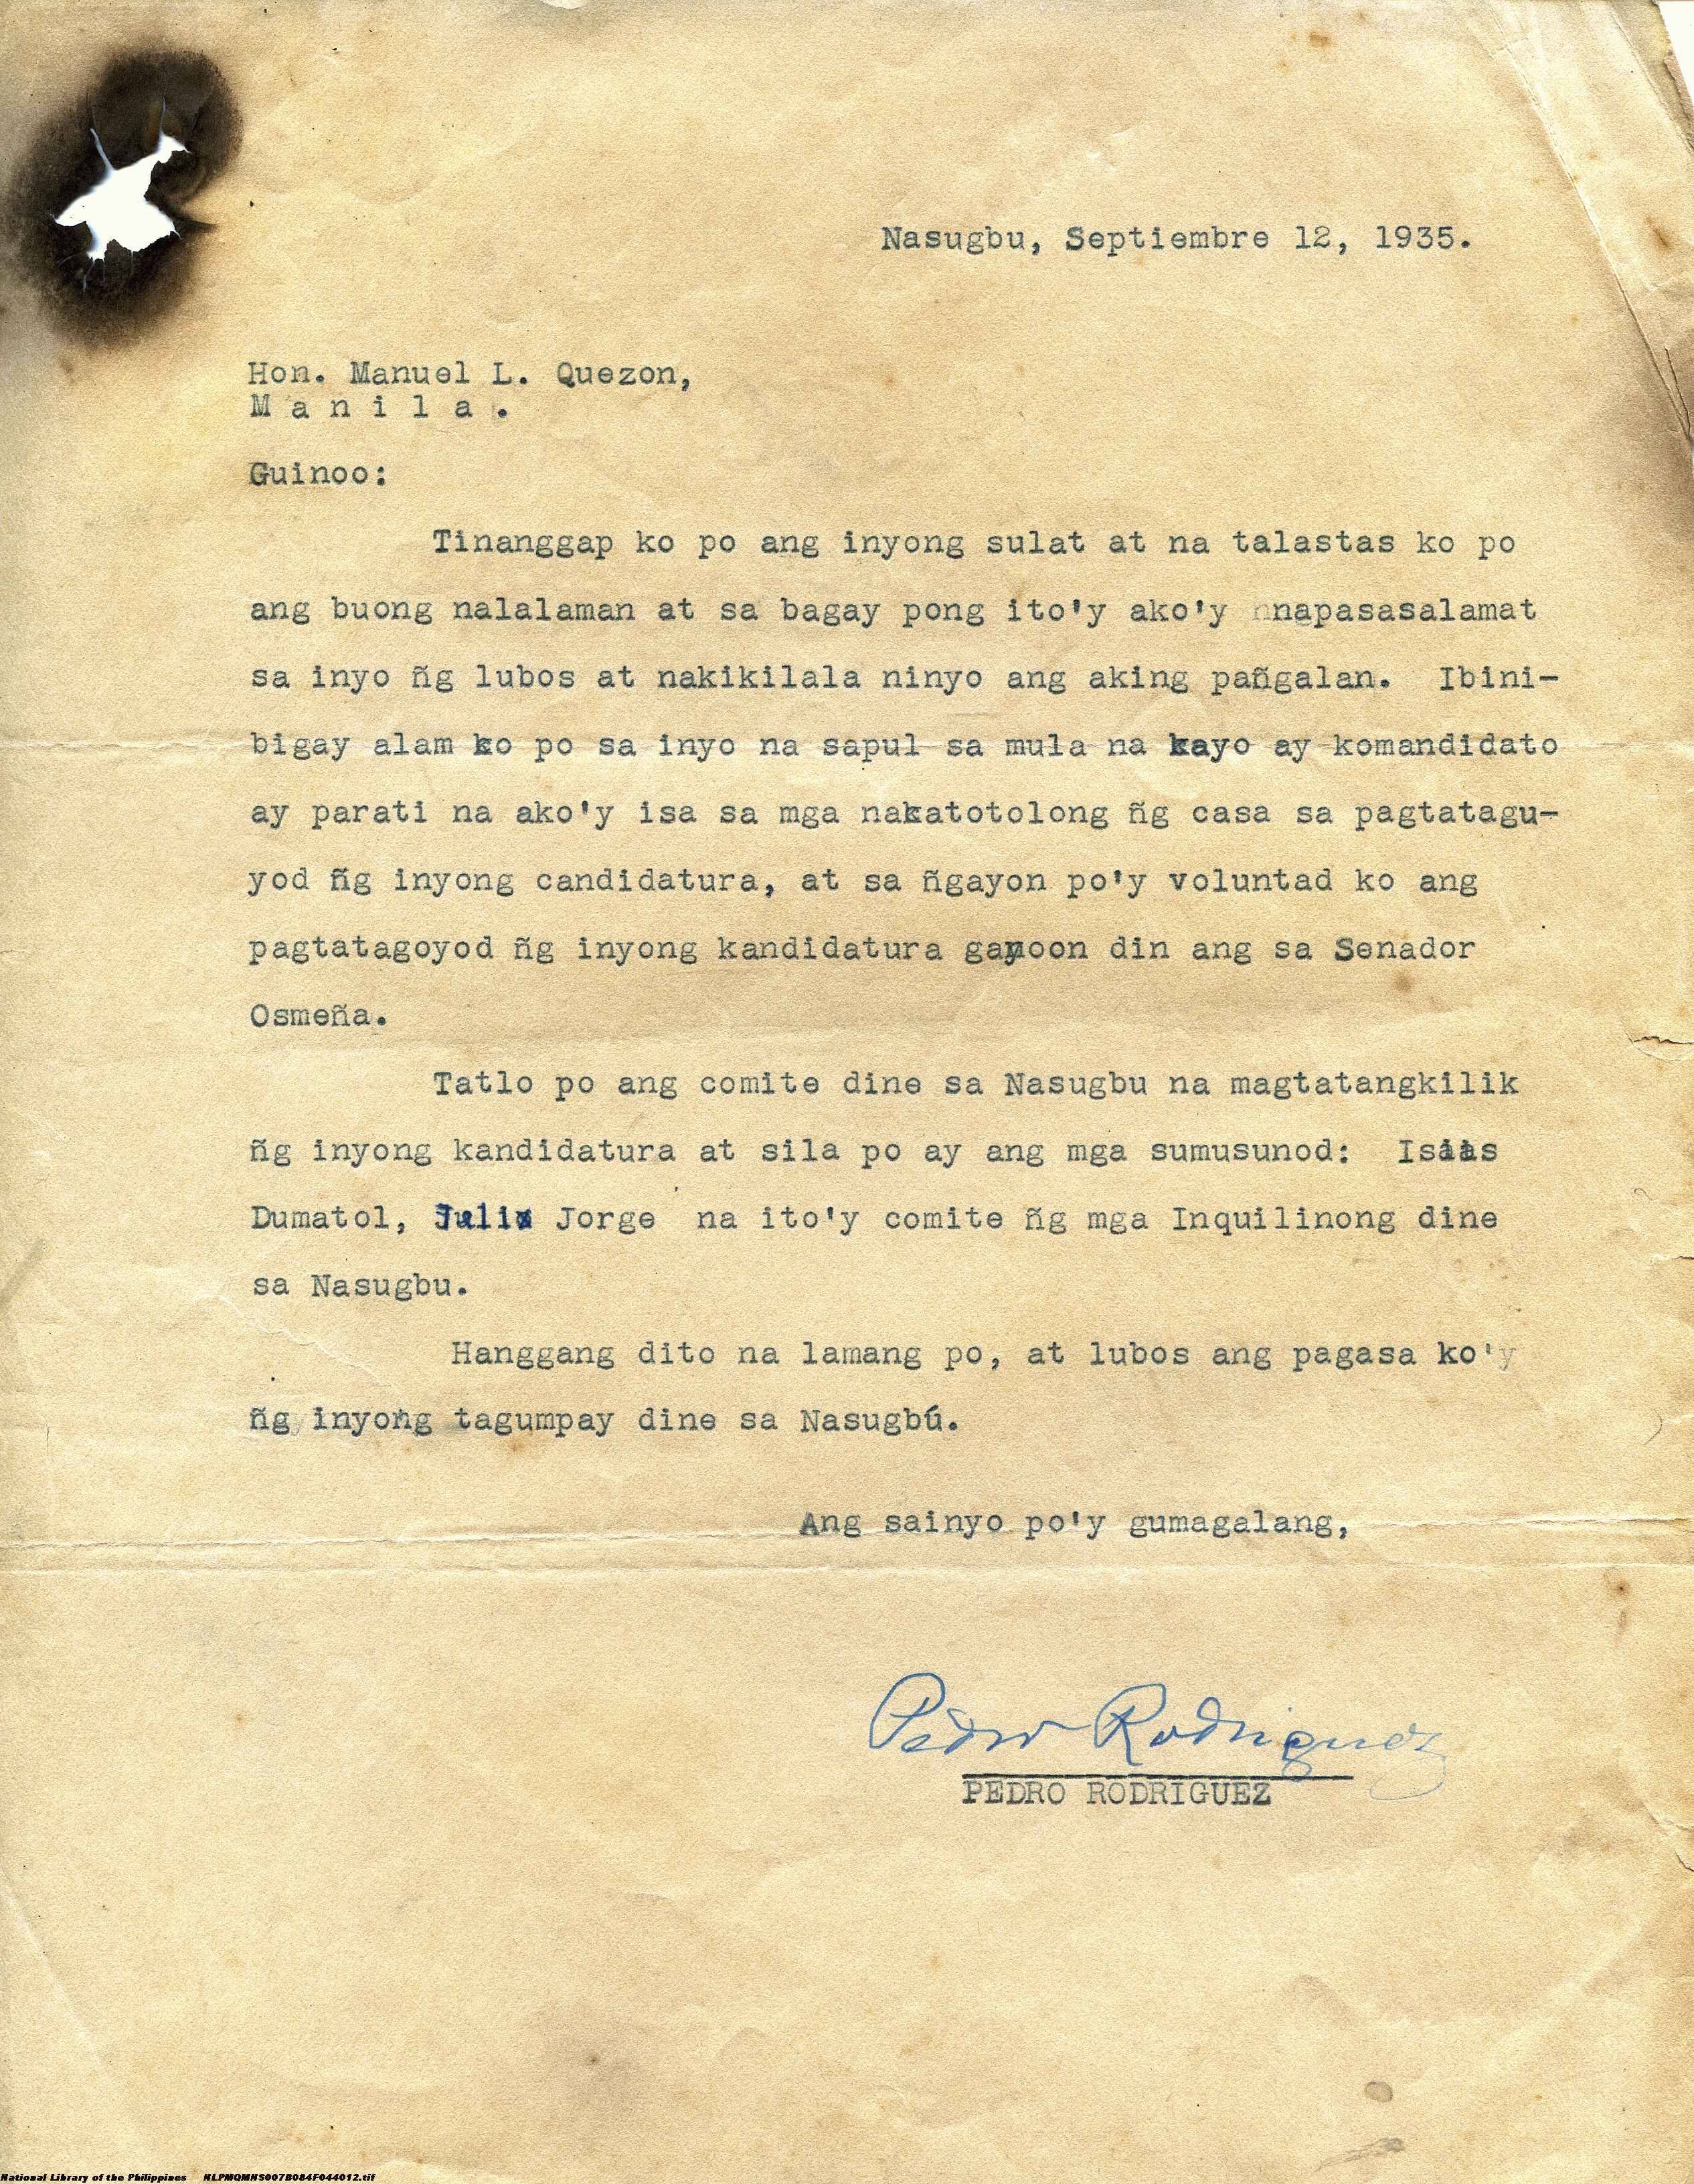 Nasugbu, Septiembre 12, 1935.
Hon. Manuel L. Quezon,
M a n i l a .
Guinoo:
Tinanggap ko po ang inyong sulat at na talastas ko po
ang buong nalalaman at sa bagay pong ito'y ako'y nnapasasalamat
sa inyo ñg lubos at nakikilala ninyo ang aking pañgalan. Ibini-
bigay alam ko po sa inyo na sapul sa mula na kayo ay komandidato
ay parati na ako'y isa sa mga nakatotolong ñg casa sa pagtatagu-
yod ñg inyong candidatura, at sa ñgayon po'y voluntad ko ang
pagtatagoyod ñg inyong kandidatura gayoon din ang sa Senador
Osmeña.
Tatlo po ang comite dine sa Nasugbu na magtatangkilik
ñg inyong kandidatura at sila po ay ang mga sumusunod: Isias
Dumatol, Jorge na ito'y comite ñg mga Inquilinong dine
sa Nasugbu.
Hanggang dito na lamang po, at lubos ang pagasa ko'y
ñg inyong tagumpay dine sa Nasugbú.
Ang sainyo po'y gumagalang,
Pedro Rodriguez
PEDRO RODRIGUEZ
National Library of the Philippines NLPMQMNS007B084F044012.tif